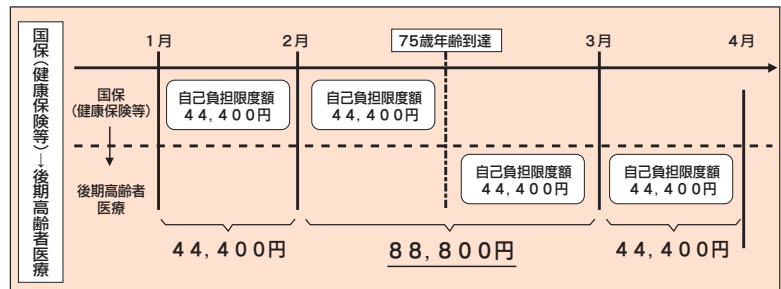 国保(健康保険等)→後期高齢者医療
1月
2月
75歳年齢到達
3月
4月
国保
(健康保険等)
自己負担限度額
44,400円
自己負担限度額
44,400円
後期高齢者
医療
自己負担限度額
44,400円
自己負担限度額
44,400円
44,400円
88,800円
44,400円